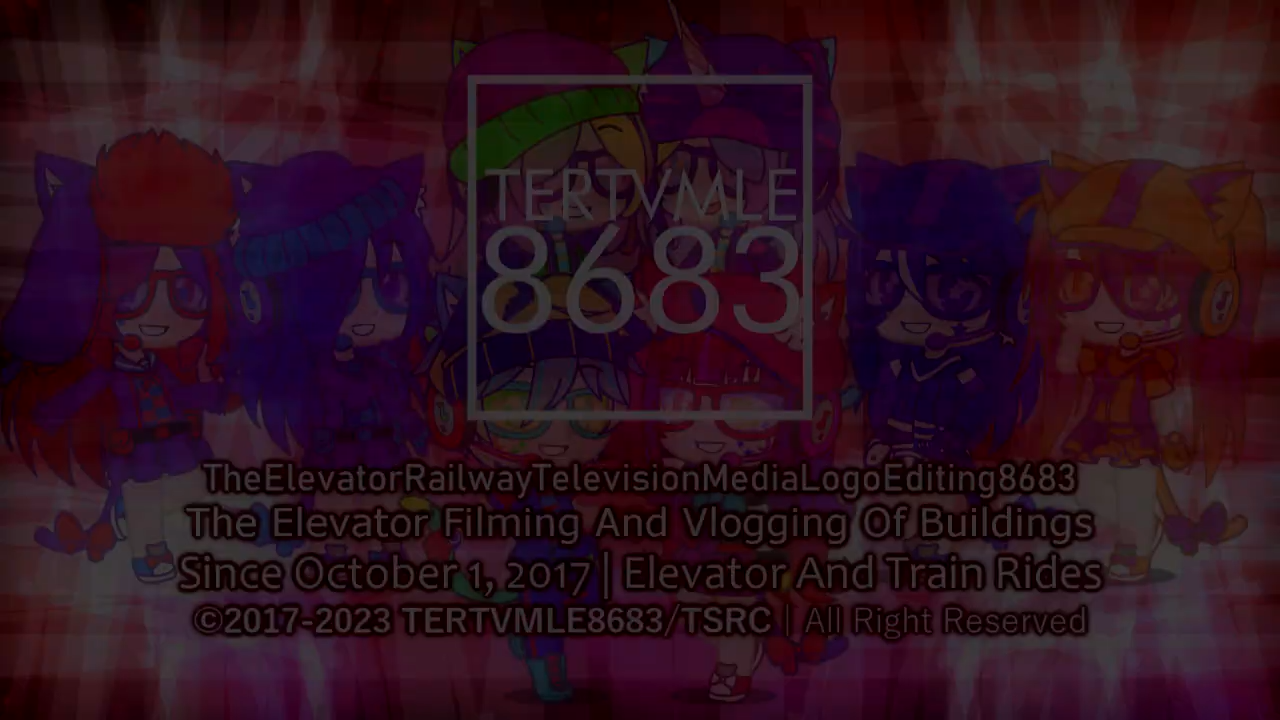 TERTVMLE
8683
TheElevatorRailwayTelevisionMediaLogoEditing8683
The Elevator Filming And Vlogging Of Buildings
Since October 1, 2017 | Elevator And Train Rides
©2017-2023 TERTVMLE8683/TSRC | All Right Reserved